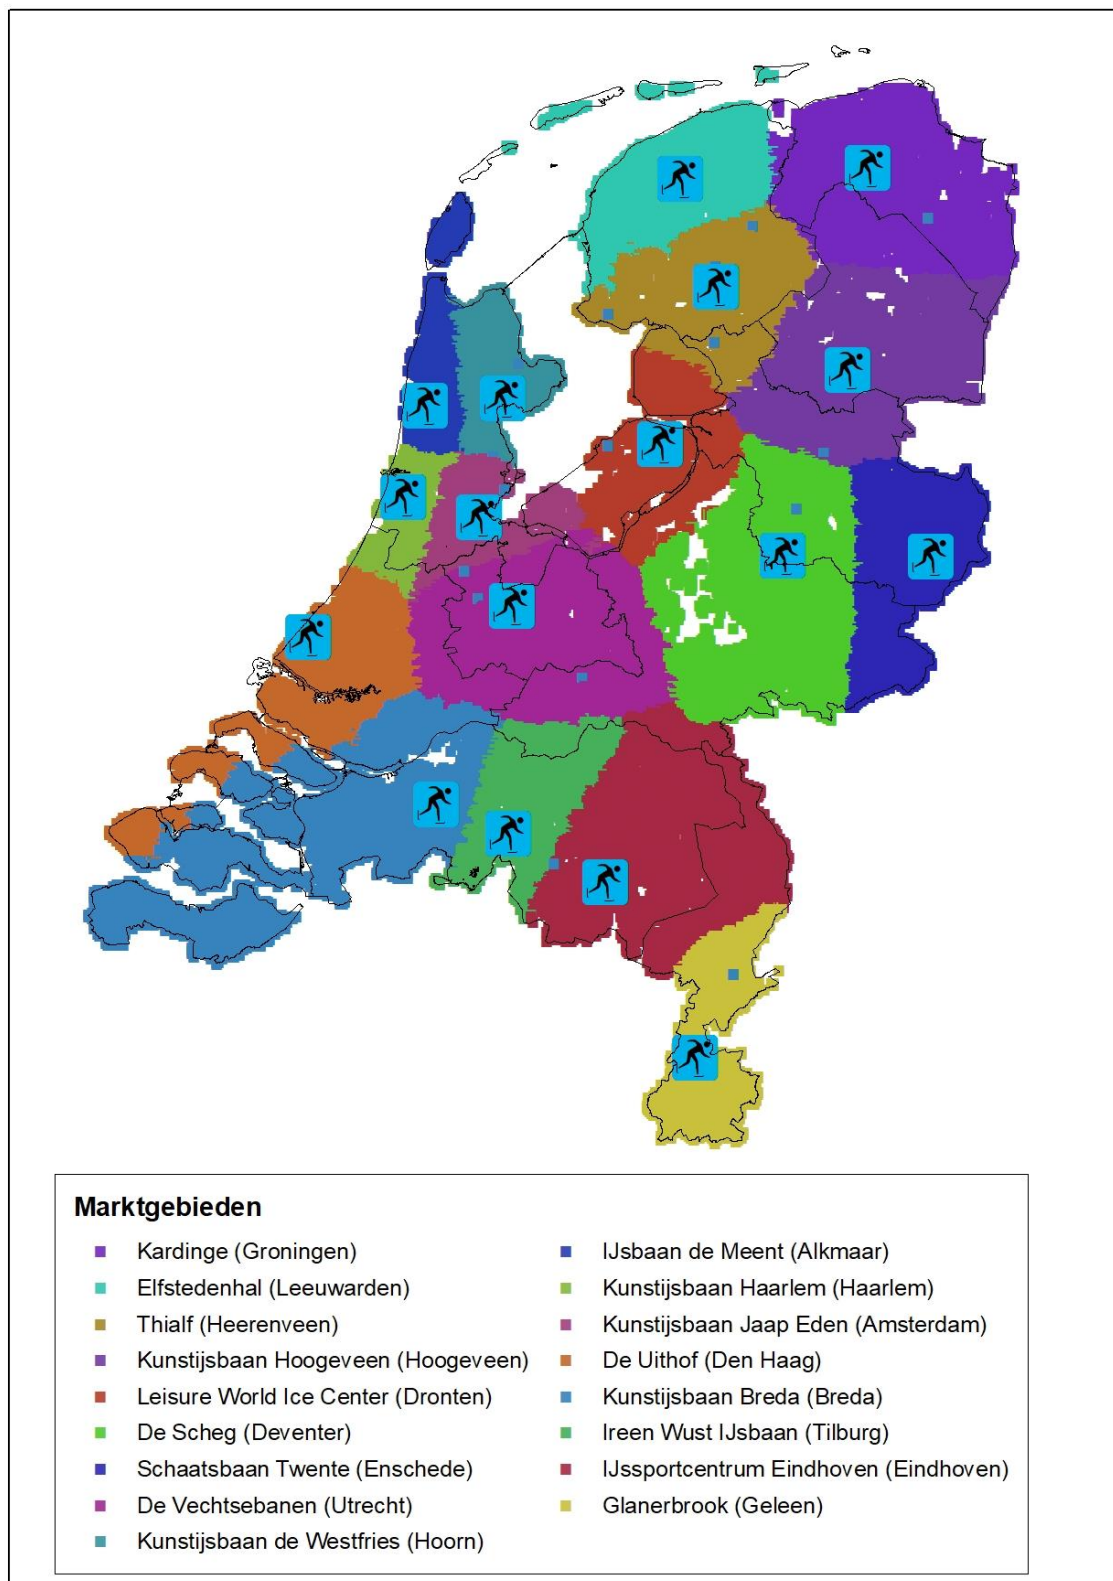 Marktgebieden
Kardinge (Groningen)
Elfstedenhal (Leeuwarden)
Thialf (Heerenveen)
Kunstijsbaan Hoogeveen (Hoogeveen)
Leisure World Ice Center (Dronten)
De Scheg (Deventer)
Schaatsbaan Twente (Enschede)
De Vechtsebanen (Utrecht)
Kunstijsbaan de Westfries (Hoorn)
IJsbaan de Meent (Alkmaar)
Kunstijsbaan Haarlem (Haarlem)
Kunstijsbaan Jaap Eden (Amsterdam)
De Uithof (Den Haag)
Kunstijsbaan Breda (Breda)
Ireen Wust IJsbaan (Tilburg)
IJssportcentrum Eindhoven (Eindhoven)
Glanerbrook (Geleen)